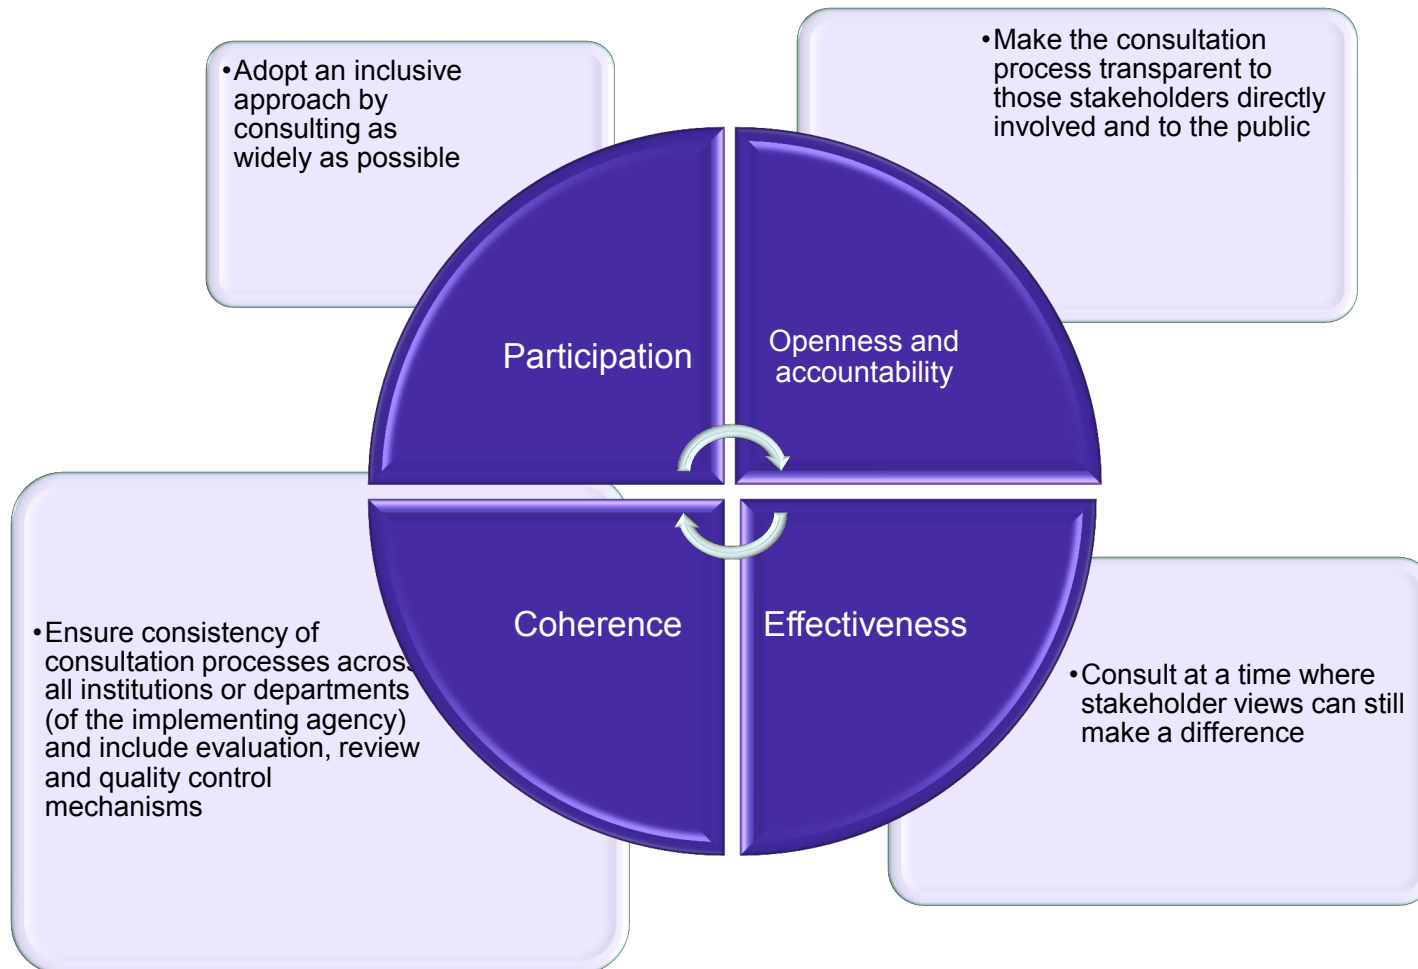 •Adopt an inclusive
approach by
consulting as
widely as possible
•Make the consultation
process transparent to
those stakeholders directly
involved and to the public
Participation
Openness and
accountability
Coherence
Effectiveness
•Ensure consistency of
consultation processes across
all institutions or departments
(of the implementing agency)
and include evaluation, review
and quality control
mechanisms
•Consult at a time where
stakeholder views can still
make a difference